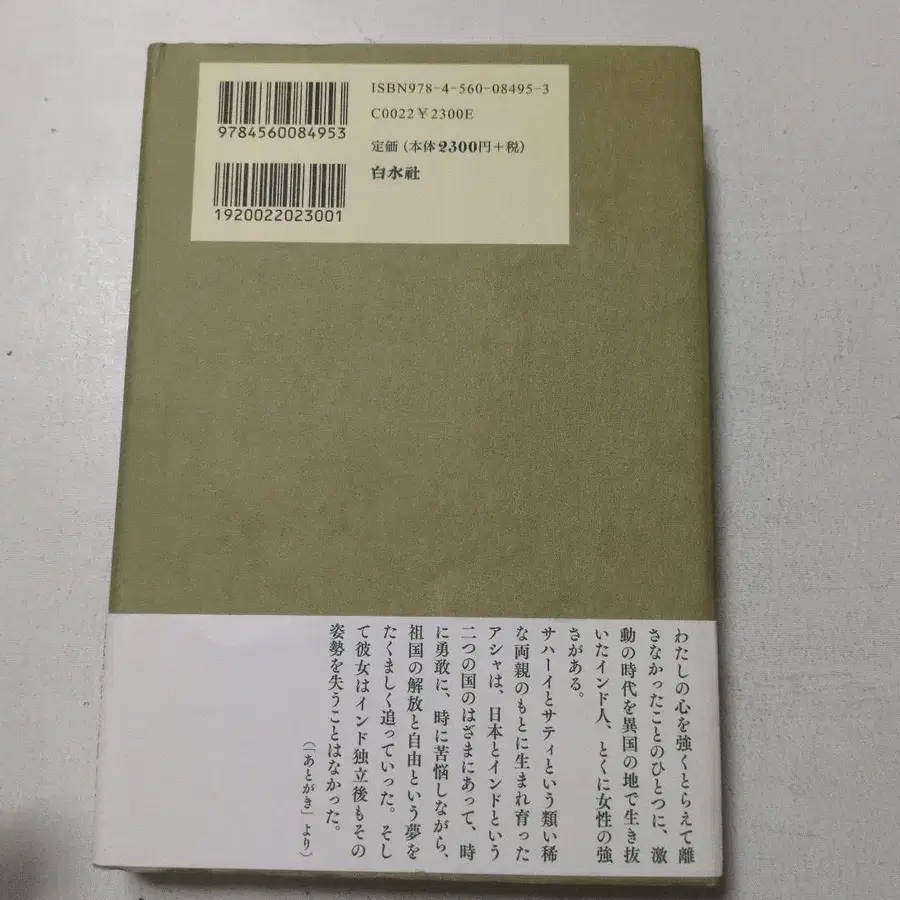 ISBN978-4-560-08495-3
C0022¥2300E
9784560084953
定価(本体2300円+税)
白水社
1920022023001
わたしの心を強くとらえて離
さなかったことのひとつに、激
動の時代を異国の地で生き抜
いたインド人、とくに女性の強
さがある。
サハーイとサティという類い稀
な両親のもとに生まれ育った
アシャは、日本とインドという
二つの国のはざまにあって、時
に勇敢に、時に苦悩しながら、
祖国の解放と自由という夢を
たくましく追っていった。そし
て彼女はインド独立後もその
姿勢を失うことはなかった。
(「あとがき」より)